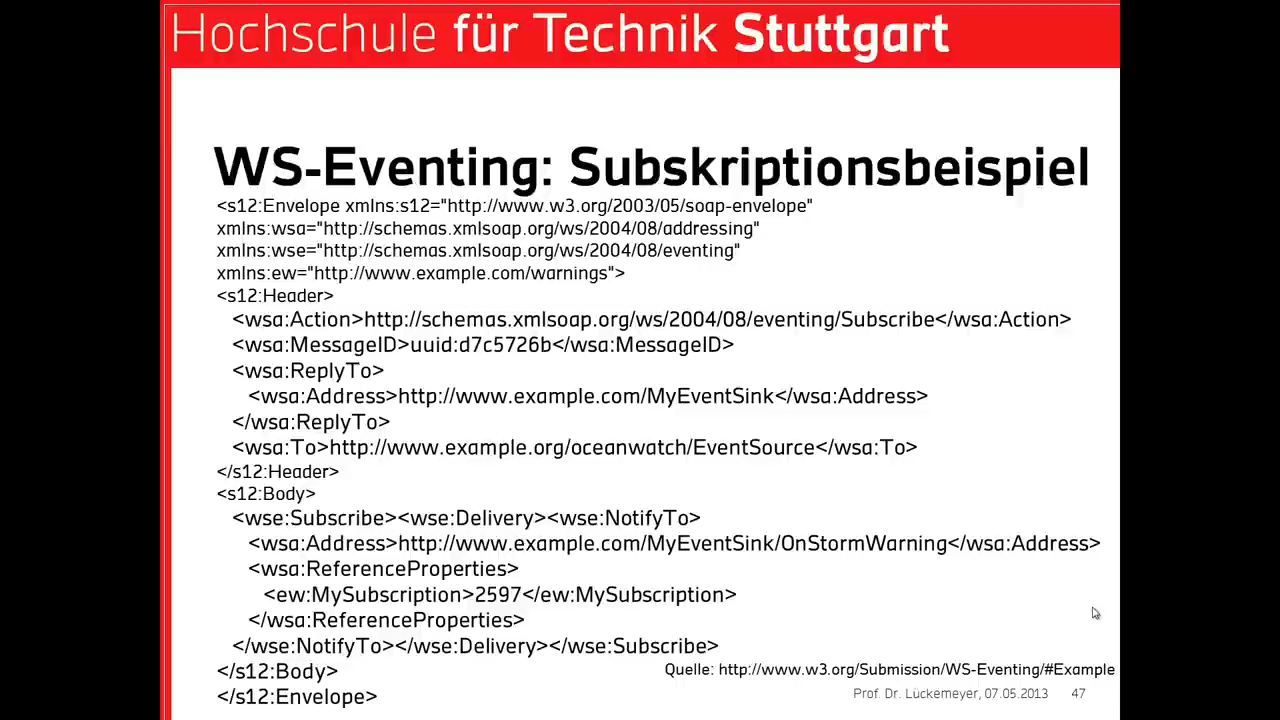 Hochschule für Technik Stuttgart
WS-Eventing: Subskriptionsbeispiel
<s12:Envelope xmlns:s12="http://www.w3.org/2003/05/soap-envelope"
xmlns:wsa="http://schemas.xmlsoap.org/ws/2004/08/addressing"
xmlns:wse="http://schemas.xmlsoap.org/ws/2004/08/eventing"
xmlns:ew="http://www.example.com/warnings">
<s12:Header>
<wsa:Action>http://schemas.xmlsoap.org/ws/2004/08/eventing/Subscribe</wsa:Action>
<wsa:MessageID>uuid:d7c5726b</wsa:MessageID>
<wsa:ReplyTo>
<wsa:Address>http://www.example.com/MyEventSink</wsa:Address>
</wsa:ReplyTo>
<wsa:To>http://www.example.org/oceanwatch/EventSource</wsa:To>
</s12:Header>
<s12:Body>
<wse:Subscribe><wse:Delivery><wse:NotifyTo>
<wsa:Address>http://www.example.com/MyEventSink/OnStormWarning</wsa:Address>
<wsa:ReferenceProperties>
<ew:MySubscription>2597</ew:MySubscription>
</wsa:ReferenceProperties>
</wse:NotifyTo></wse:Delivery></wse:Subscribe>
</s12:Body>
</s12:Envelope>
Quelle: http://www.w3.org/Submission/WS-Eventing/#Example
Prof. Dr. Lückemeyer, 07.05.2013 47